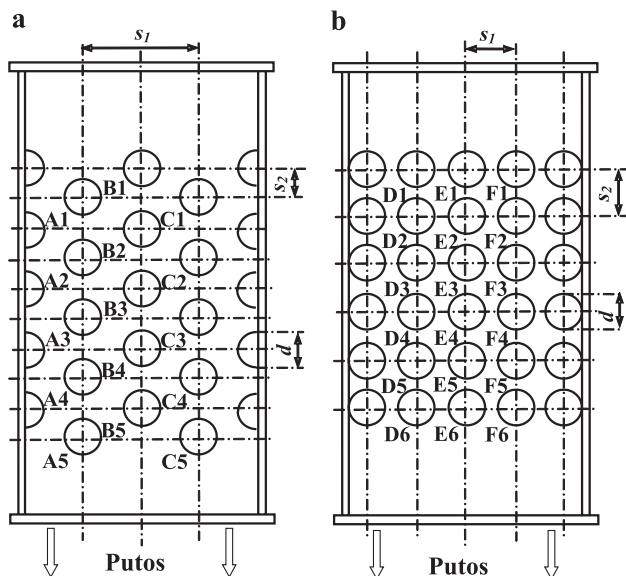 a
s1
s2
B1
A1
C1
B2
A2
C2
B3
A3
C3
d
B4
A4
C4
B5
A5
C5
Putos
b
s1
s2
D1 E1 F1
D2 E2 F2
D3 E3 F3
d
D4 E4 F4
D5 E5 F5
D6 E6 F6
Putos